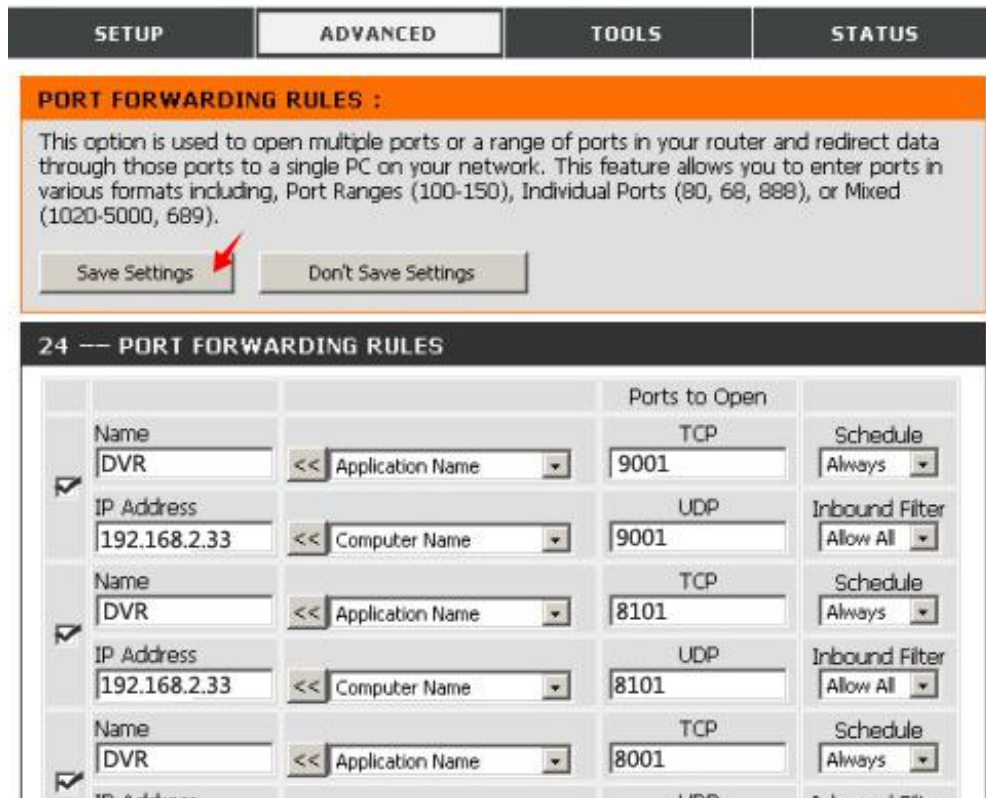 SETUP ADVANCED TOOLS STATUS
PORT FORWARDING RULES :
This option is used to open multiple ports or a range of ports in your router and redirect data
through those ports to a single PC on your network. This feature allows you to enter ports in
various formats including, Port Ranges (100-150), Individual Ports (80, 68, 888), or Mixed
(1020-5000, 689).
Save Settings Don't Save Settings
24 -- PORT FORWARDING RULES
Ports to Open
Name TCP Schedule
DVR << Application Name 9001 Always
IP Address UDP Inbound Filter
192.168.2.33 << Computer Name 9001 Allow All
Name TCP Schedule
DVR << Application Name 8101 Always
IP Address UDP Inbound Filter
192.168.2.33 << Computer Name 8101 Allow All
Name TCP Schedule
DVR << Application Name 8001 Always